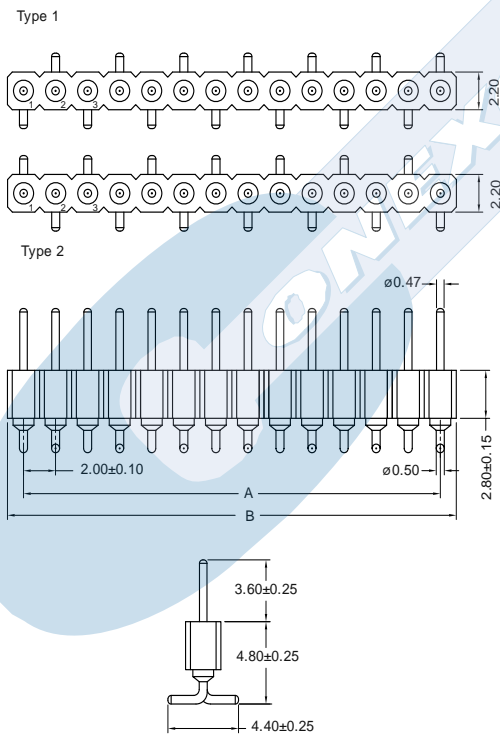 Type 1
1 2 3
2.20
1 2 3
2.20
Type 2
ø0.47
2.00±0.10
ø0.50
2.80±0.15
A
B
3.60±0.25
4.80±0.25
4.40±0.25
CONEX